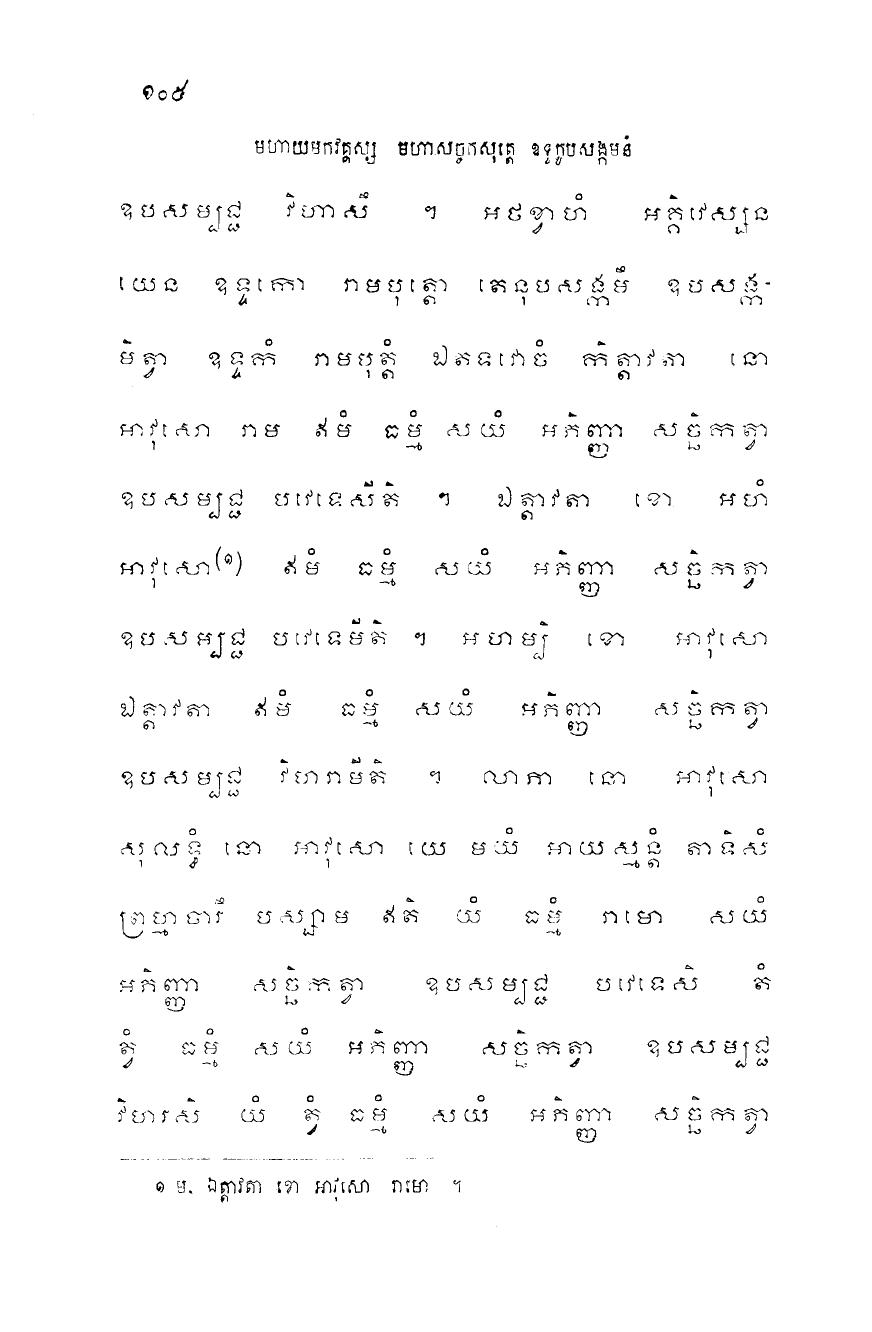 ១០៩
មហាយមកវគ្គស្ស មហាសច្ចកសុត្តេ ឧទ្ទកូបសង្កមនំ
ឧបសម្បជ្ជ វិហាសឹ ។ អថខ្វាហំ អគ្គិវេស្សន
យេន ឧទ្ទកោ រាមបុត្តោ តេនុបសង្កមឹ ឧបសង្ក-
មិត្វា ឧទ្ទកំ រាមបុត្តំ ឯតទវោចំ កិត្តាវតា នោ
អាវុសោ រាម ឥមំ ធម្មំ សយំ អភិញ្ញា សច្ឆិកត្វា
ឧបសម្បជ្ជ បវេទេសីតិ ។ ឯត្តាវតា ខោ អហំ
អាវុសោ(១) ឥមំ ធម្មំ សយំ អភិញ្ញា សច្ឆិកត្វា
ឧបសម្បជ្ជ បវេទេមីតិ ។ អហម្បិ ខោ អាវុសោ
ឯត្តាវតា ឥមំ ធម្មំ សយំ អភិញ្ញា សច្ឆិកត្វា
ឧបសម្បជ្ជ វិហរាមីតិ ។ លាភា នោ អាវុសោ
សុលទ្ធំ នោ អាវុសោ យេ មយំ អាយស្មន្តំ តាទិសំ
ព្រហ្មចារឹ បស្សាម ឥតិ យំ ធម្មំ រាមោ សយំ
អភិញ្ញា សច្ឆិកត្វា ឧបសម្បជ្ជ បវេទេសិ តំ
ត្វំ ធម្មំ សយំ អភិញ្ញា សច្ឆិកត្វា ឧបសម្បជ្ជ
វិហរសិ យំ ត្វំ ធម្មំ សយំ អភិញ្ញា សច្ឆិកត្វា
១ ម. ឯត្តាវតា ខោ អាវុសោ រាមោ ។